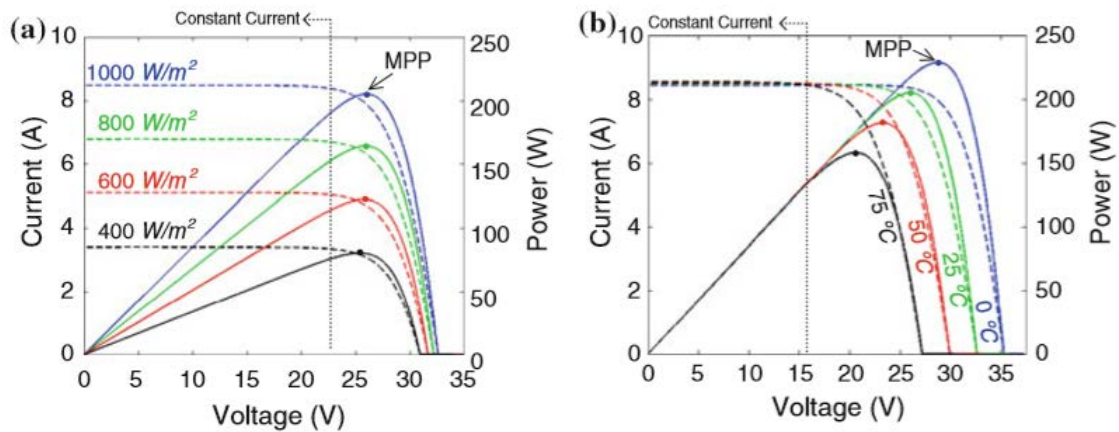 (a)
Constant Current
10
8
6
4
2
0
Current (A)
1000 W/m²
800 W/m²
600 W/m²
400 W/m²
MPP
250
200
150
100
50
0
Power (W)
0 5 10 15 20 25 30 35
Voltage (V)
(b)
Constant Current
10
8
6
4
2
0
Current (A)
MPP
75 °C
50 °C
25 °C
0 °C
250
200
150
100
50
0
Power (W)
0 5 10 15 20 25 30 35
Voltage (V)